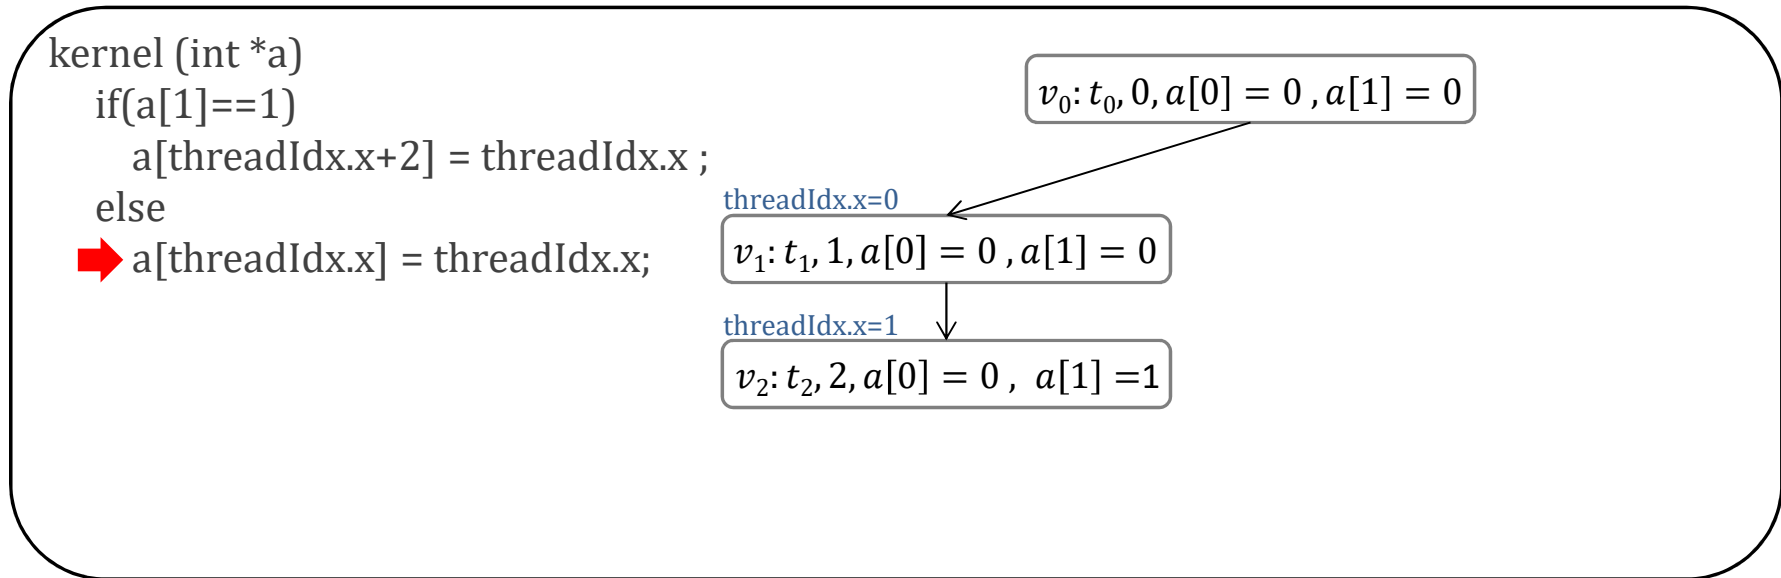 kernel (int *a)
if(a[1]==1)
a[threadIdx.x+2] = threadIdx.x ;
else
a[threadIdx.x] = threadIdx.x;
v₀: t₀, 0, a[0] = 0 , a[1] = 0
threadIdx.x=0
v₁: t₁, 1, a[0] = 0 , a[1] = 0
threadIdx.x=1
v₂: t₂, 2, a[0] = 0 , a[1] =1